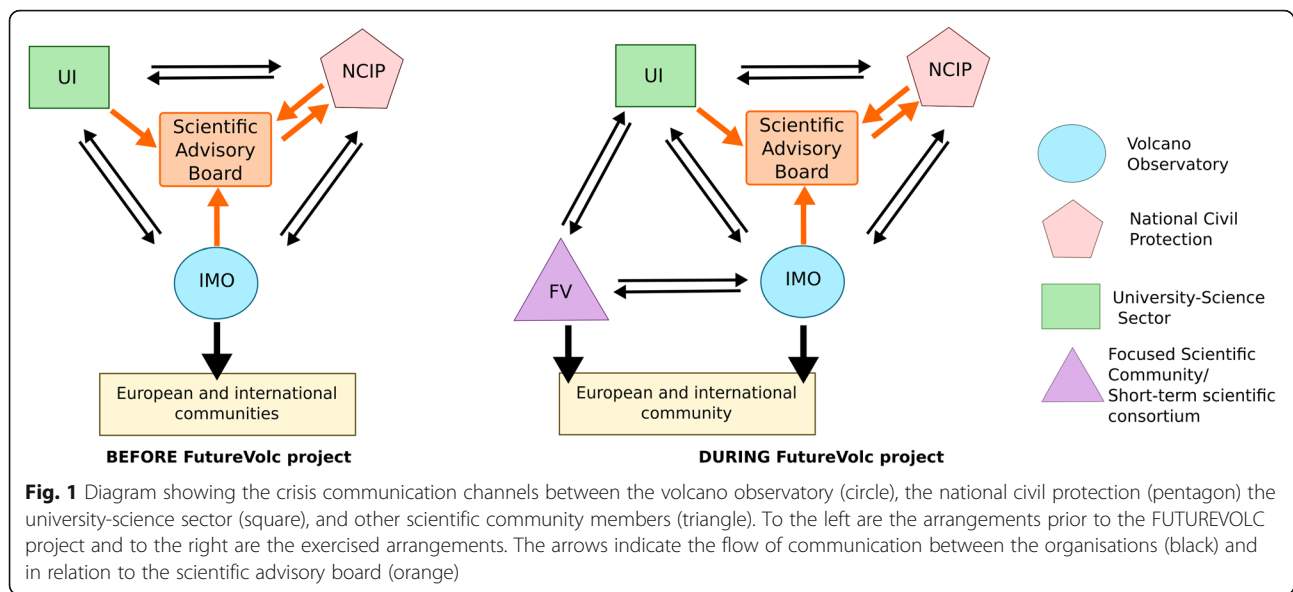 UI
NCIP
Scientific
Advisory
Board
IMO
European and international
communities
BEFORE FutureVolc project
UI
NCIP
Scientific
Advisory
Board
FV
IMO
European and international
community
DURING FutureVolc project
Volcano
Observatory
National Civil
Protection
University-Science
Sector
Focused Scientific
Community/
Short-term scientific
consortium
Fig. 1 Diagram showing the crisis communication channels between the volcano observatory (circle), the national civil protection (pentagon) the
university-science sector (square), and other scientific community members (triangle). To the left are the arrangements prior to the FUTUREVOLC
project and to the right are the exercised arrangements. The arrows indicate the flow of communication between the organisations (black) and
in relation to the scientific advisory board (orange)